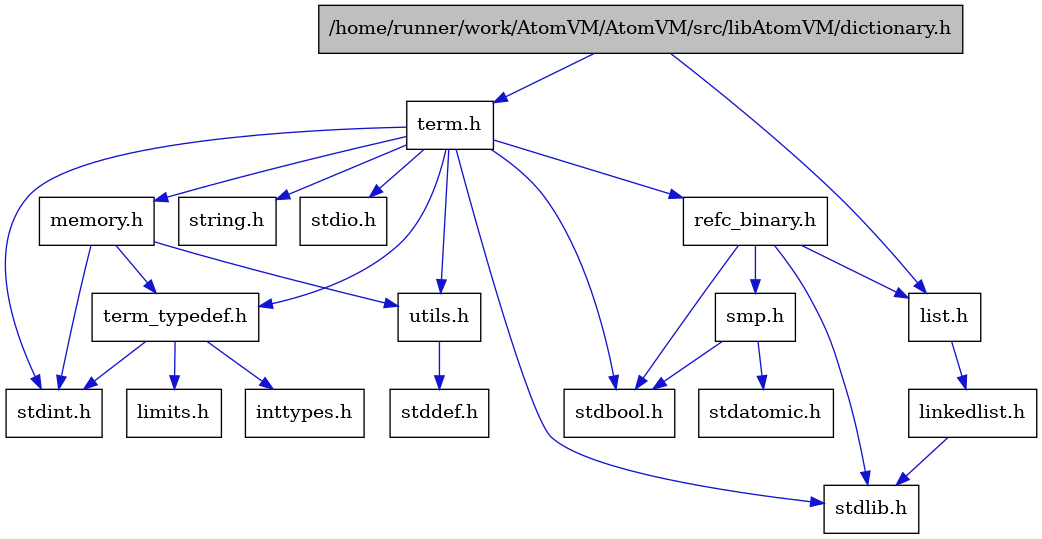 /home/runner/work/AtomVM/AtomVM/src/libAtomVM/dictionary.h
term.h
memory.h
string.h
stdio.h
refc_binary.h
term_typedef.h
utils.h
smp.h
list.h
stdint.h
limits.h
inttypes.h
stddef.h
stdbool.h
stdatomic.h
linkedlist.h
stdlib.h